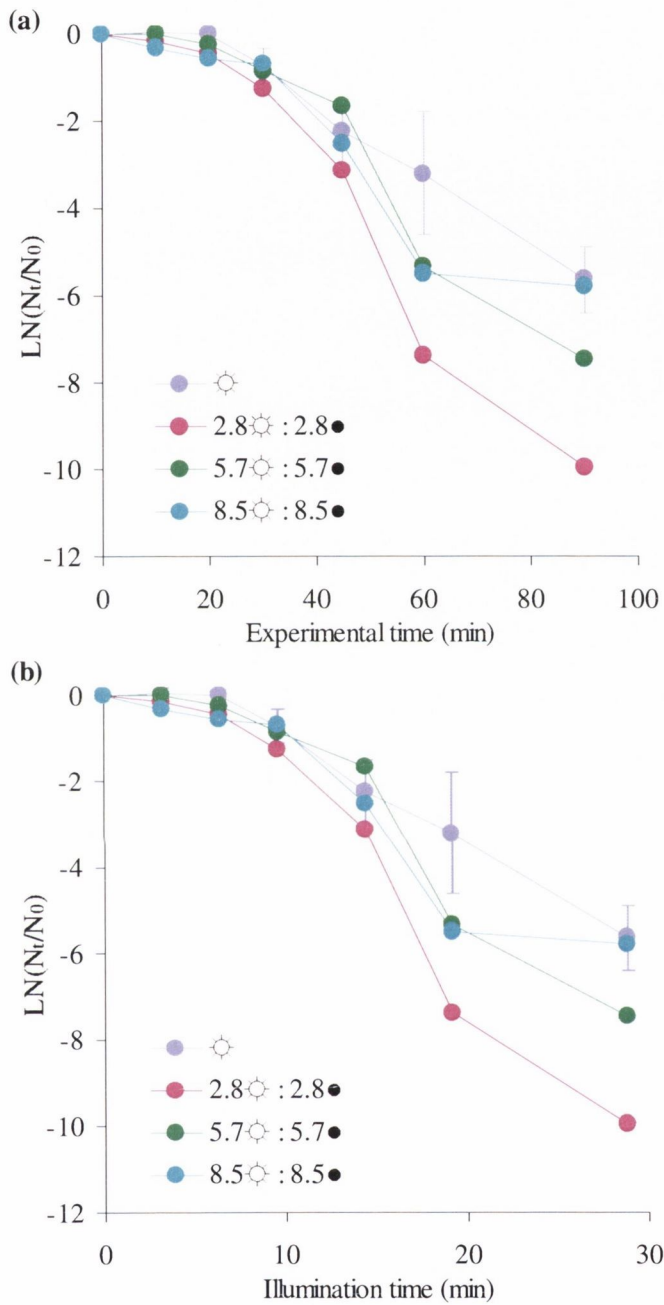 (a)
0
-2
-4
-6
-8
-10
-12
LN(Nt/N0)
☼
2.8☼ : 2.8●
5.7☼ : 5.7●
8.5☼ : 8.5●
0 20 40 60 80 100
Experimental time (min)
(b)
0
-2
-4
-6
-8
-10
-12
LN(Nt/N0)
☼
2.8☼ : 2.8●
5.7☼ : 5.7●
8.5☼ : 8.5●
0 10 20 30
Illumination time (min)